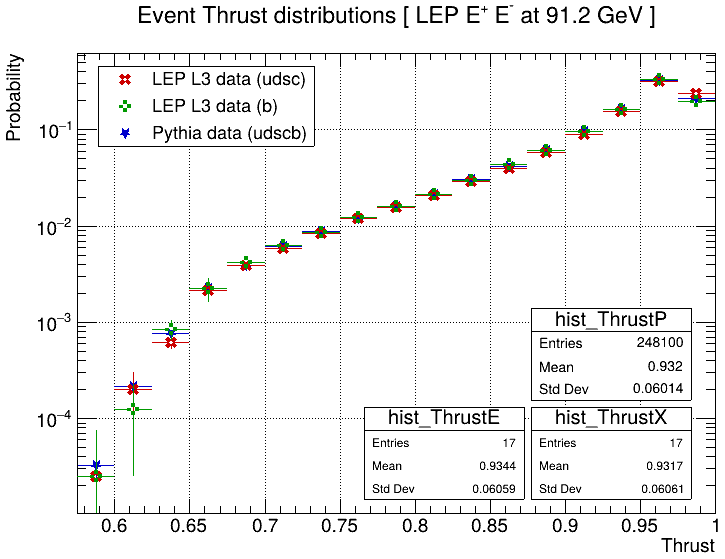 Event Thrust distributions [ LEP E⁺ E⁻ at 91.2 GeV ]
Probability
LEP L3 data (udsc)
LEP L3 data (b)
Pythia data (udscb)
10⁻¹
10⁻²
10⁻³
10⁻⁴
hist_ThrustP
Entries 248100
Mean 0.932
Std Dev 0.06014
hist_ThrustE
Entries 17
Mean 0.9344
Std Dev 0.06059
hist_ThrustX
Entries 17
Mean 0.9317
Std Dev 0.06061
0.6 0.65 0.7 0.75 0.8 0.85 0.9 0.95 1
Thrust